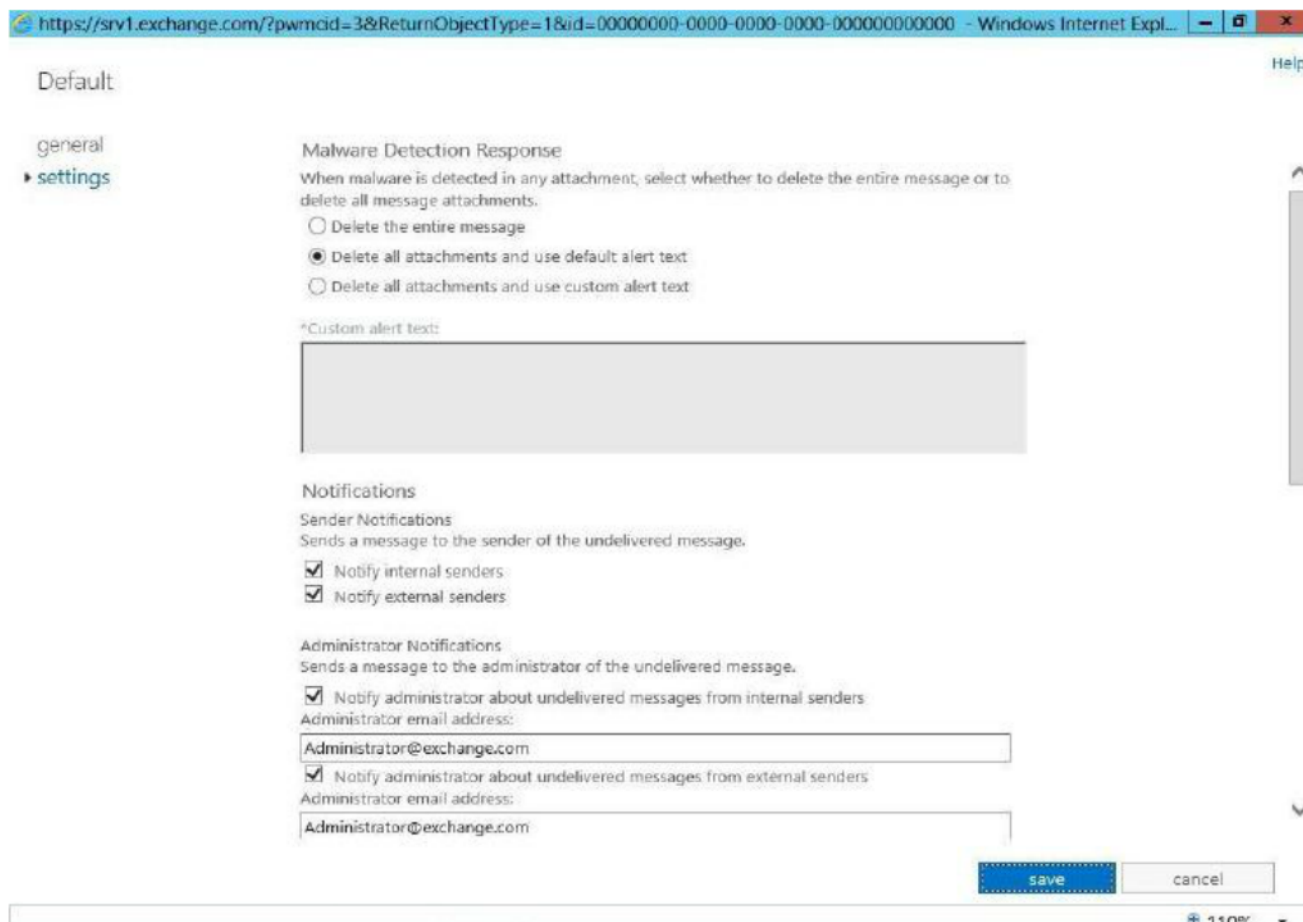 https://srv1.exchange.com/?pwmcid=3&ReturnObjectType=1&id=00000000-0000-0000-0000-000000000000 - Windows Internet Expl...
Help
Default
general
settings
Malware Detection Response
When malware is detected in any attachment, select whether to delete the entire message or to
delete all message attachments.
Delete the entire message
Delete all attachments and use default alert text
Delete all attachments and use custom alert text
*Custom alert text:
Notifications
Sender Notifications
Sends a message to the sender of the undelivered message.
Notify internal senders
Notify external senders
Administrator Notifications
Sends a message to the administrator of the undelivered message.
Notify administrator about undelivered messages from internal senders
Administrator email address:
Administrator@exchange.com
Notify administrator about undelivered messages from external senders
Administrator email address:
Administrator@exchange.com
save
cancel
110%